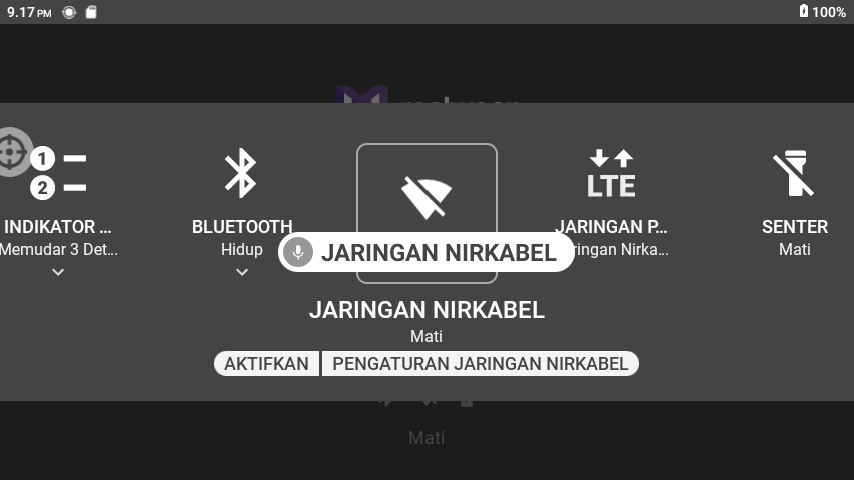 9.17 PM
100%
1
2
LTE
INDIKATOR ...
BLUETOOTH
JARINGAN P...
SENTER
Memudar 3 Det...
Hidup
JARINGAN NIRKABEL
ringan Nirka...
Mati
JARINGAN NIRKABEL
Mati
AKTIFKAN
PENGATURAN JARINGAN NIRKABEL
Mati